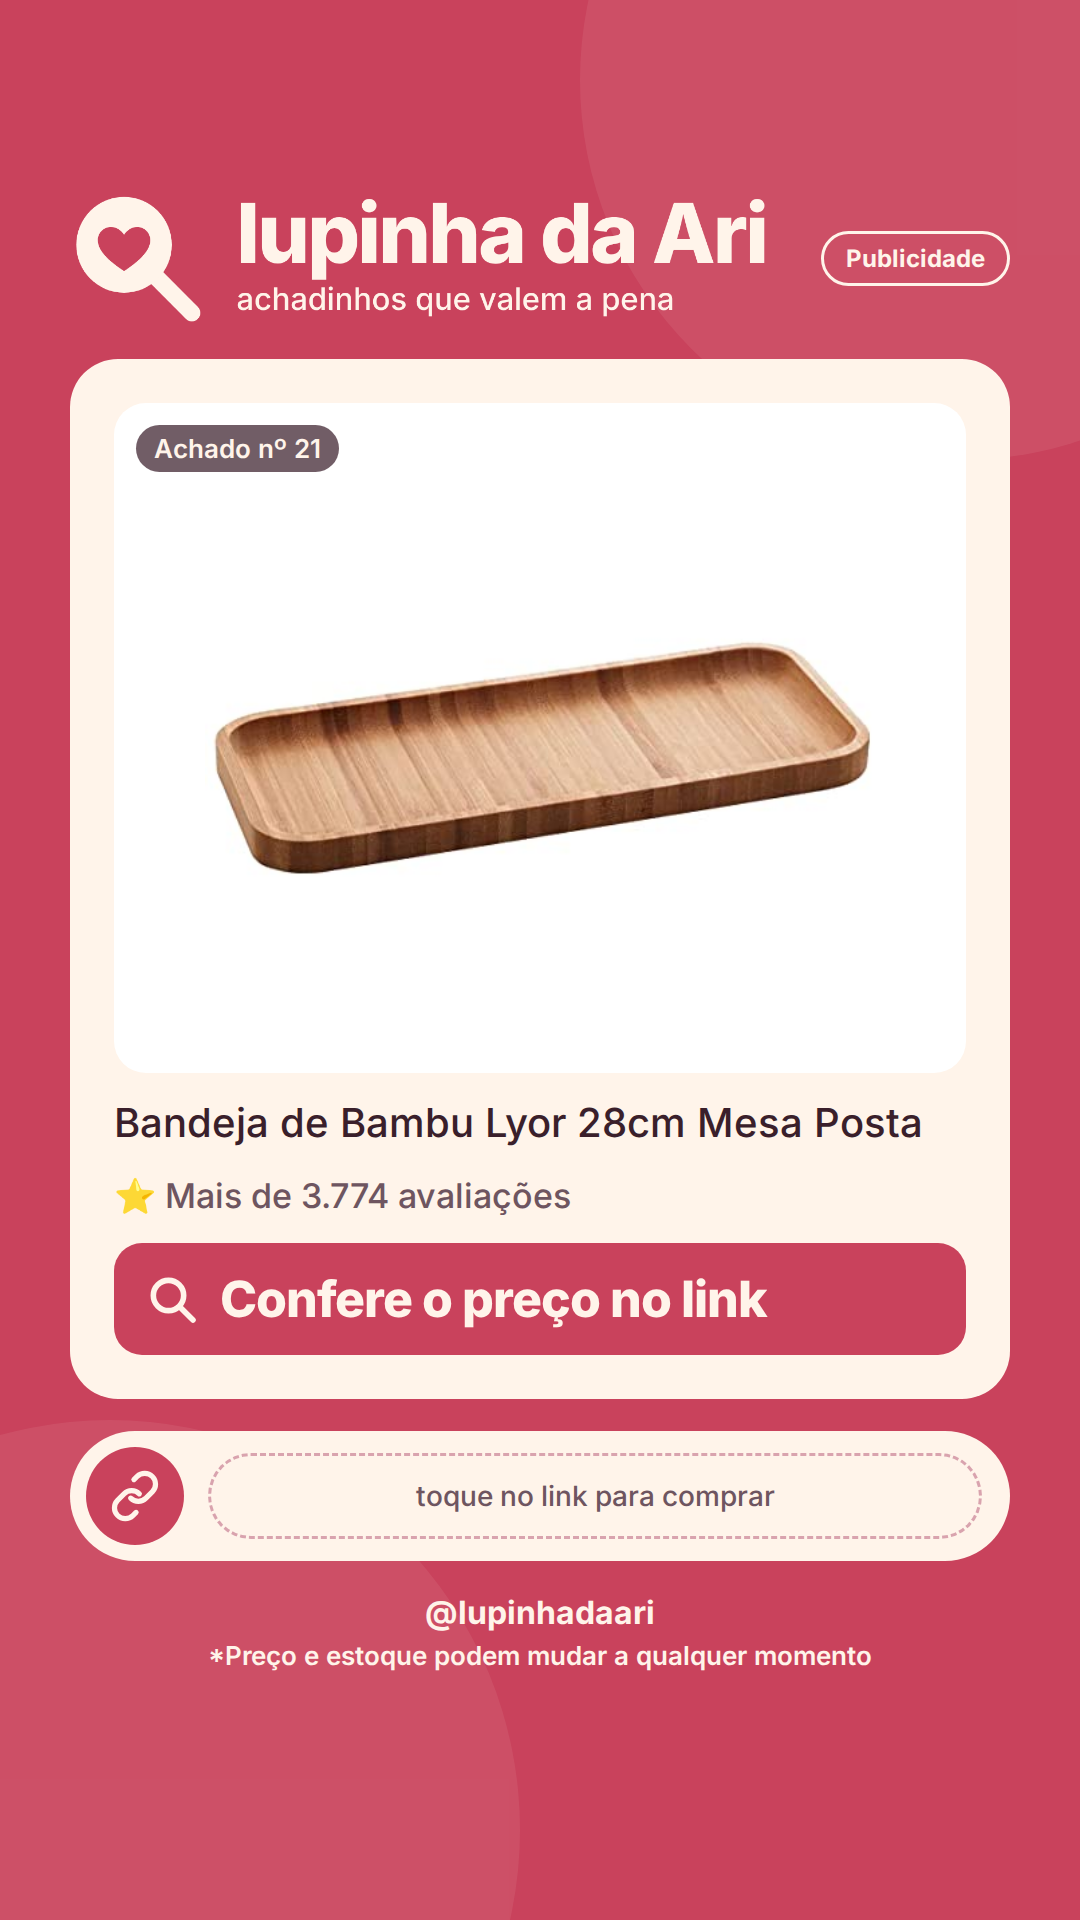 lupinha da Ari
achadinhos que valem a pena
Publicidade
Achado nº 21
Bandeja de Bambu Lyor 28cm Mesa Posta
⭐ Mais de 3.774 avaliações
Confere o preço no link
toque no link para comprar
@lupinhadaari
*Preço e estoque podem mudar a qualquer momento